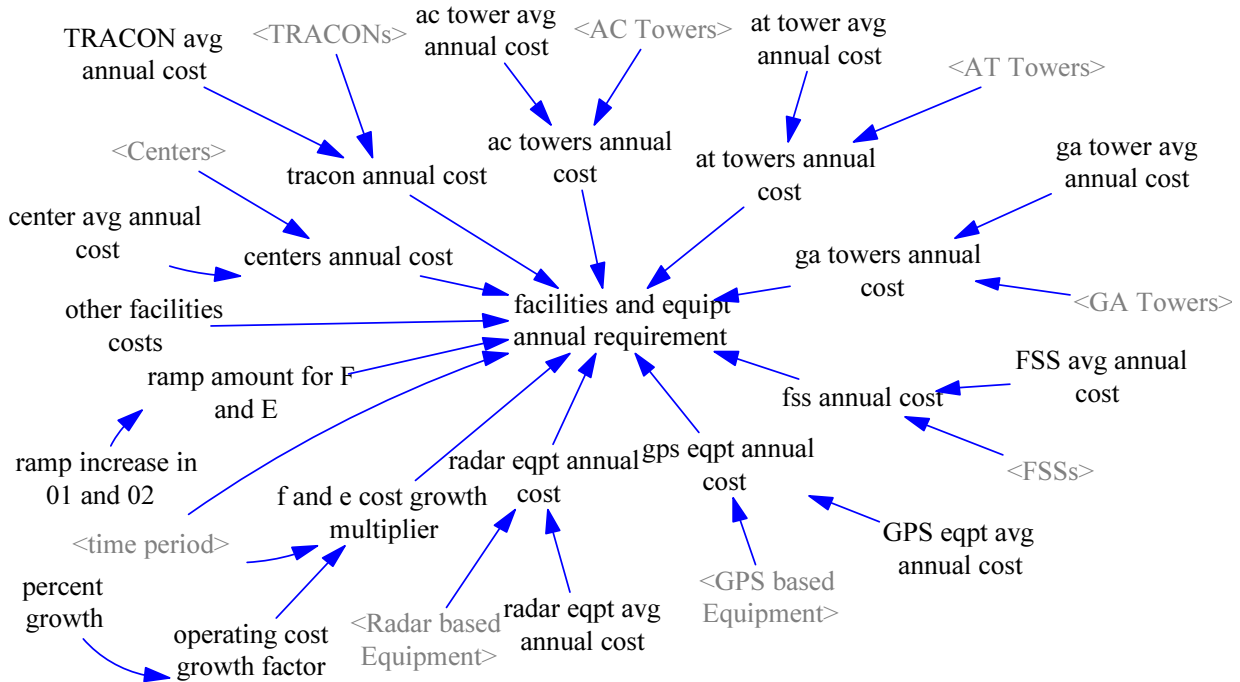 TRACON avg
annual cost
<TRACONs>
ac tower avg
annual cost
<AC Towers>
at tower avg
annual cost
<AT Towers>
<Centers>
tracon annual cost
ac towers annual
cost
at towers annual
cost
ga tower avg
annual cost
center avg annual
cost
centers annual cost
ga towers annual
cost
<GA Towers>
other facilities
costs
facilities and equipt
annual requirement
ramp amount for F
and E
FSS avg annual
cost
fss annual cost
ramp increase in
01 and 02
f and e cost growth
multiplier
radar eqpt annual
cost
gps eqpt annual
cost
<FSSs>
<time period>
GPS eqpt avg
annual cost
percent
growth
operating cost
growth factor
<Radar based
Equipment>
radar eqpt avg
annual cost
<GPS based
Equipment>